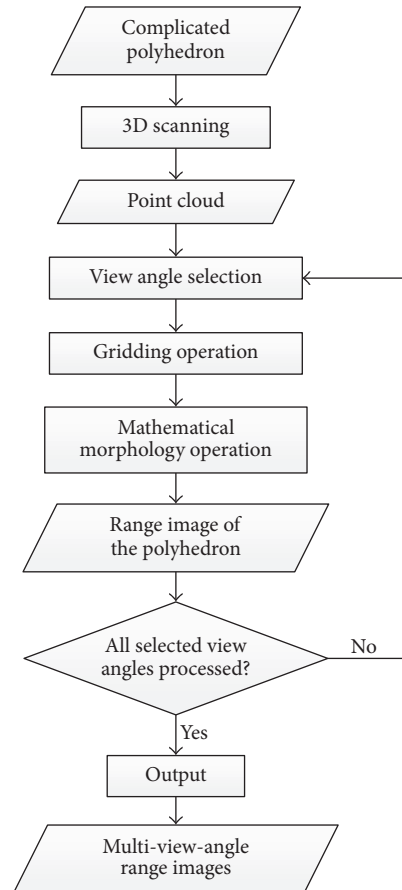 Complicated
polyhedron
3D scanning
Point cloud
View angle selection
Gridding operation
Mathematical
morphology operation
Range image of
the polyhedron
All selected view
angles processed?
No
Yes
Output
Multi-view-angle
range images